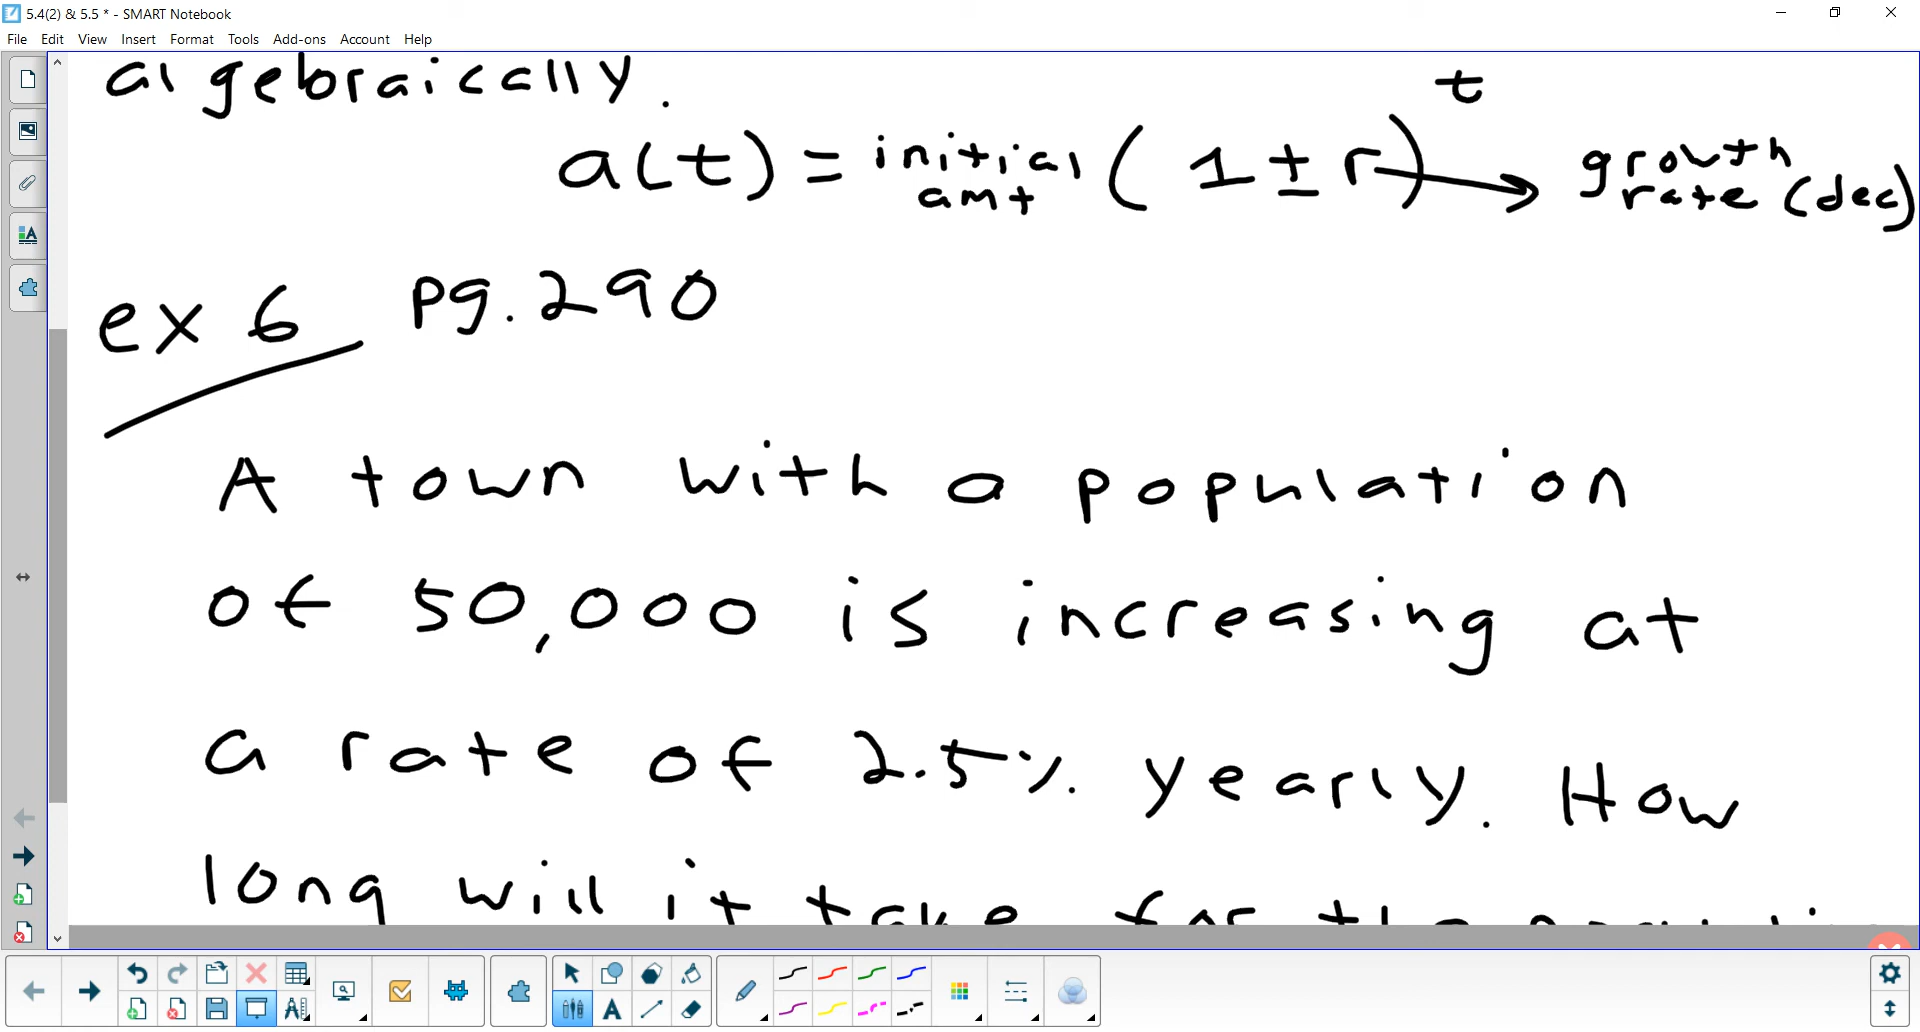 5.4(2) & 5.5 * - SMART Notebook
File Edit View Insert Format Tools Add-ons Account Help
algebraically.
a(t) = initial amt (1 ± r)^t → growth rate (dec)
ex 6 pg. 290
A town with a population
of 50,000 is increasing at
a rate of 2.5% yearly. How
long will it take for the